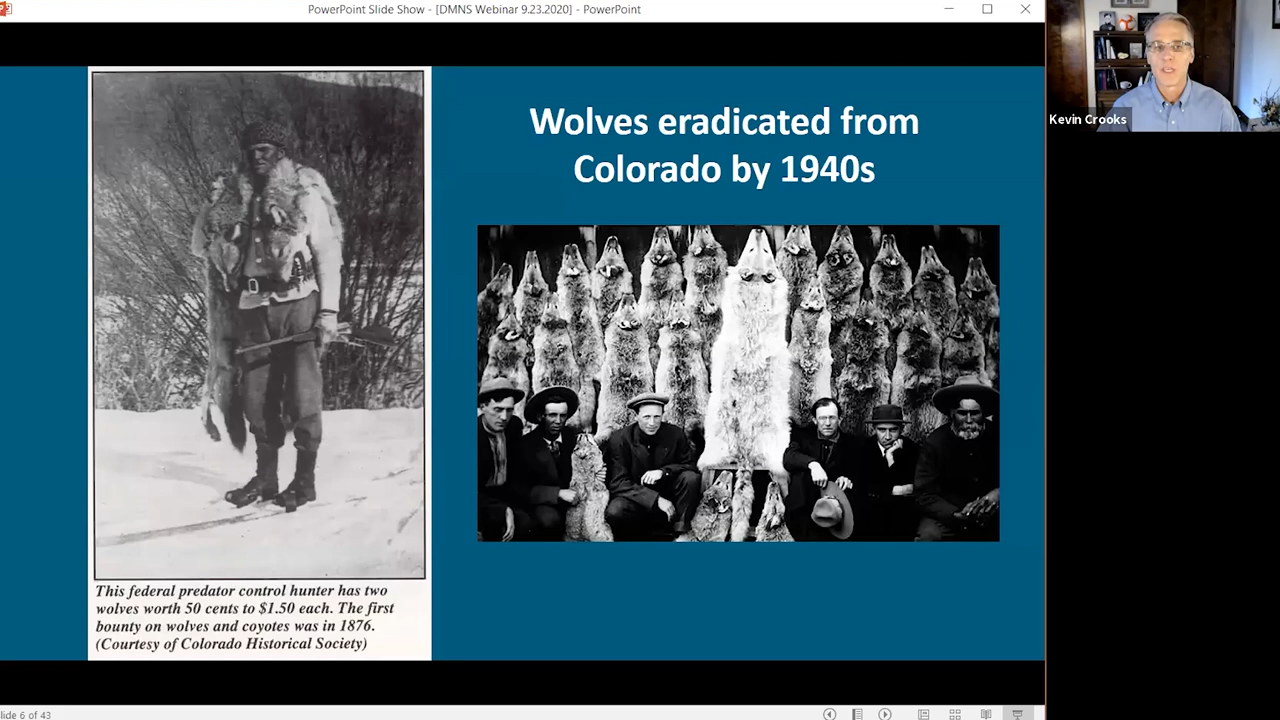 PowerPoint Slide Show - [DMNS Webinar 9.23.2020] - PowerPoint
Wolves eradicated from
Colorado by 1940s
Kevin Crooks
This federal predator control hunter has two
wolves worth 50 cents to $1.50 each. The first
bounty on wolves and coyotes was in 1876.
(Courtesy of Colorado Historical Society)
lide 6 of 43